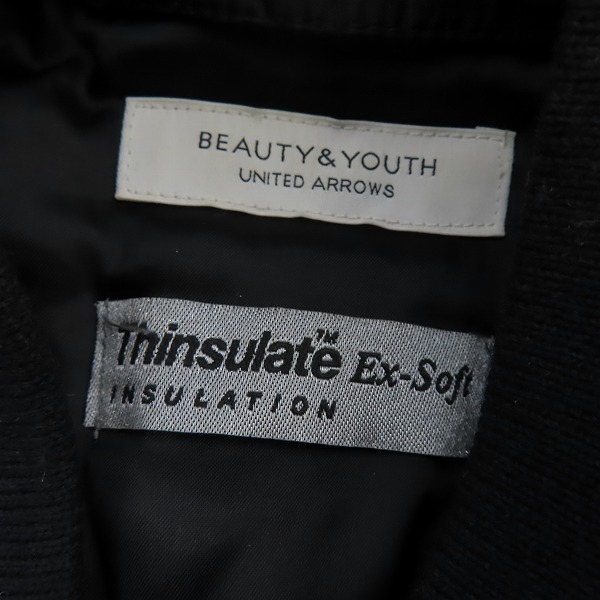 BEAUTY&YOUTH
UNITED ARROWS
Thinsulate™ Ex-Soft
INSULATION